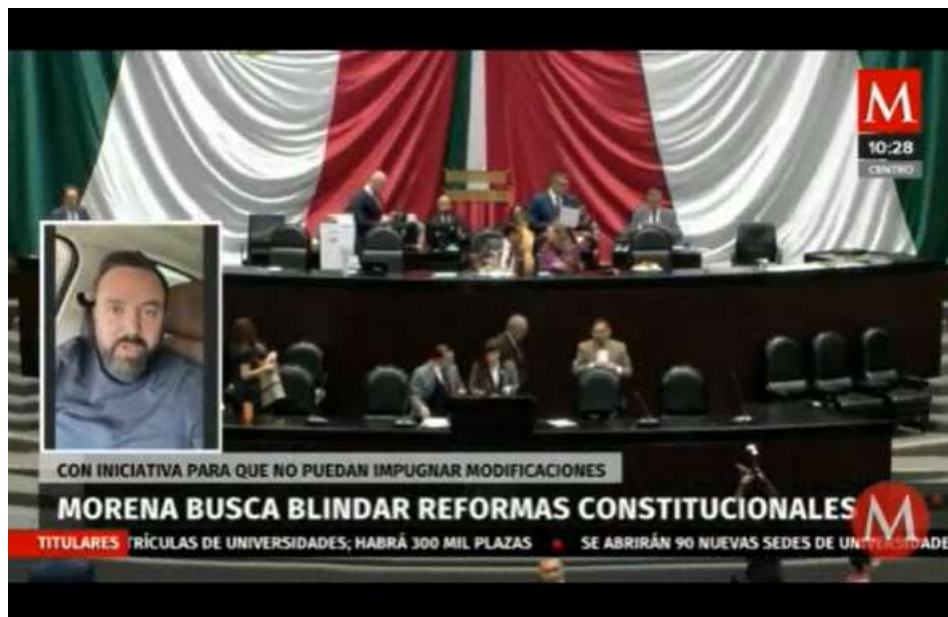 M
10:28
CENTRO
CON INICIATIVA PARA QUE NO PUEDAN IMPUGNAR MODIFICACIONES
MORENA BUSCA BLINDAR REFORMAS CONSTITUCIONALES
M
TITULARES TRÍCULAS DE UNIVERSIDADES; HABRÁ 300 MIL PLAZAS SE ABRIRÁN 90 NUEVAS SEDES DE UNIVERSIDADE